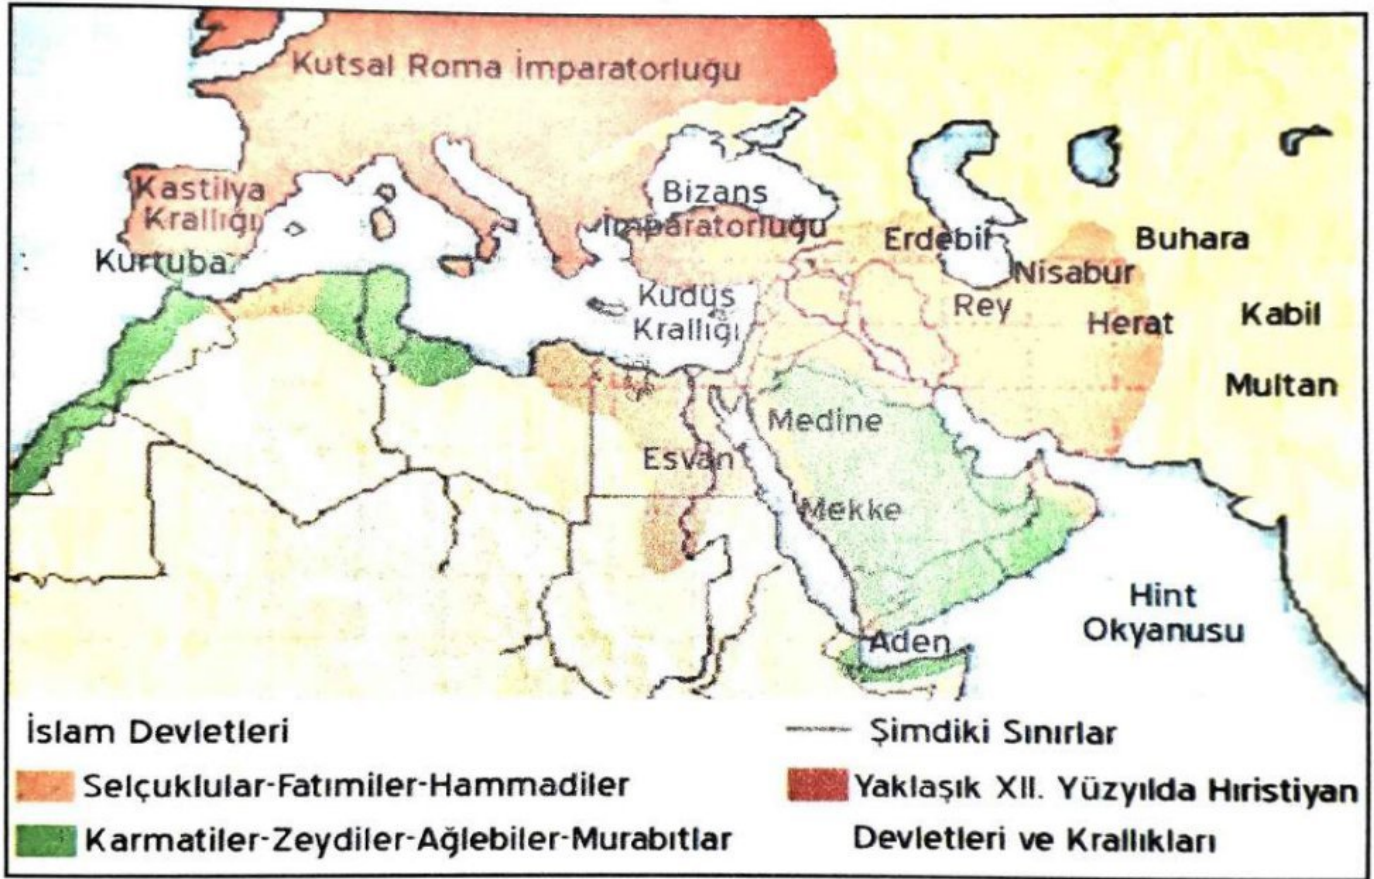 Kutsal Roma İmparatorluğu
Kastilya
Krallığı
Bizans
İmparatorluğu
Erdebil
Buhara
Kurtuba
Nisabur
Kudüs
Krallığı
Rey
Herat
Kabil
Multan
Medine
Esvan
Mekke
Hint
Okyanusu
Aden
İslam Devletleri
Şimdiki Sınırlar
Selçuklular-Fatımiler-Hammadiler
Yaklaşık XII. Yüzyılda Hıristiyan
Karmatiler-Zeydiler-Ağlebiler-Murabıtlar
Devletleri ve Krallıkları